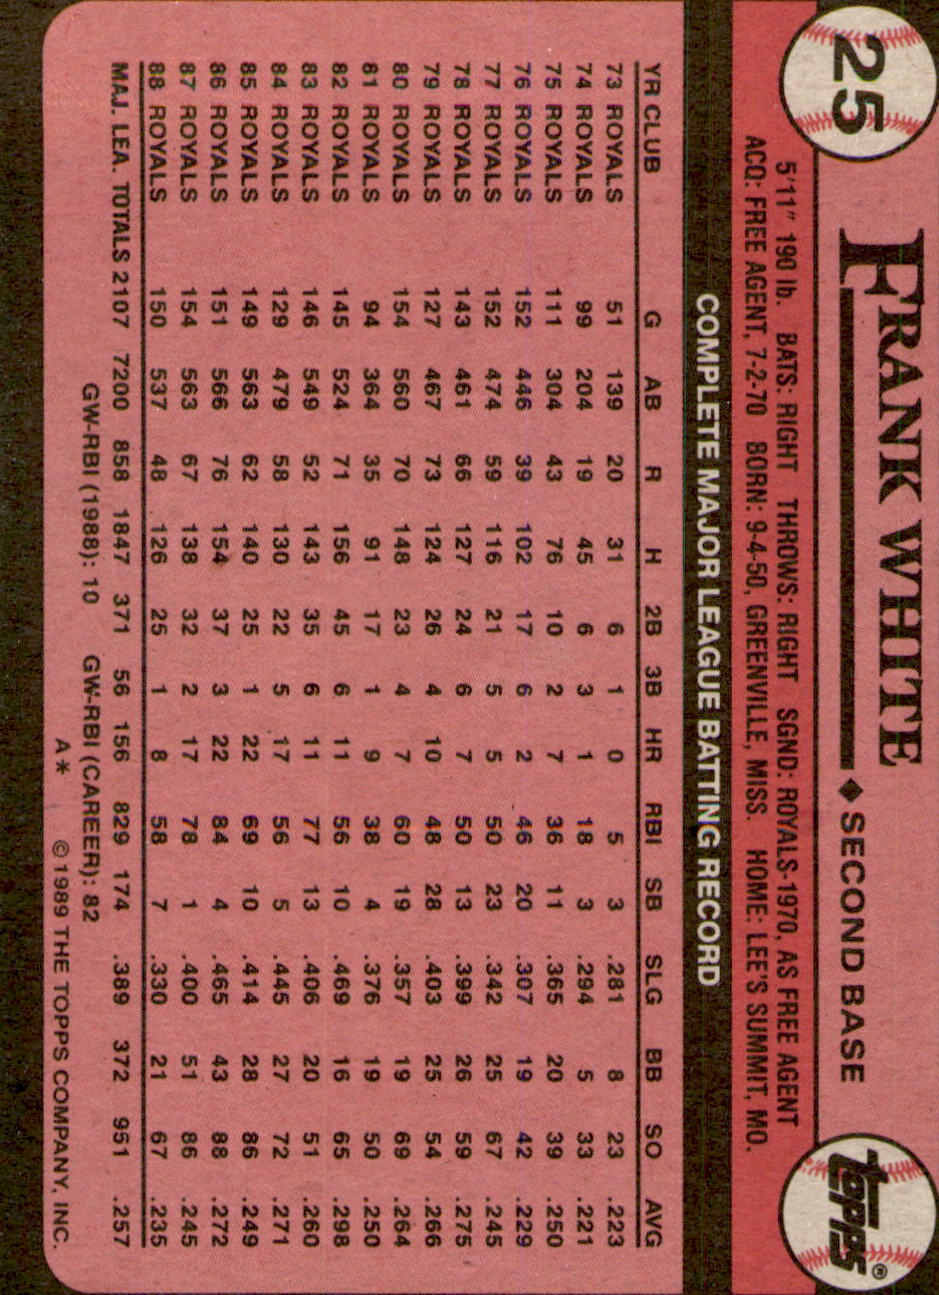 25
FRANK WHITE ◆ SECOND BASE
topps®
5'11" 190 lb. BATS: RIGHT THROWS: RIGHT SGND: ROYALS-1970, AS FREE AGENT
ACQ: FREE AGENT, 7-2-70 BORN: 9-4-50, GREENVILLE, MISS. HOME: LEE'S SUMMIT, MO.
COMPLETE MAJOR LEAGUE BATTING RECORD
YR CLUB G AB R H 2B 3B HR RBI SB SLG BB SO AVG
73 ROYALS 51 139 20 31 6 1 0 5 3 .281 8 23 .223
74 ROYALS 99 204 19 45 6 3 1 18 3 .294 5 33 .221
75 ROYALS 111 304 43 76 10 2 7 36 11 .365 20 39 .250
76 ROYALS 152 446 39 102 17 6 2 46 20 .307 19 42 .229
77 ROYALS 152 474 59 116 21 5 5 50 23 .342 25 67 .245
78 ROYALS 143 461 66 127 24 6 7 50 13 .399 26 59 .275
79 ROYALS 127 467 73 124 26 4 10 48 28 .403 25 54 .266
80 ROYALS 154 560 70 148 23 4 7 60 19 .357 19 69 .264
81 ROYALS 94 364 35 91 17 1 9 38 4 .376 19 50 .250
82 ROYALS 145 524 71 156 45 6 11 56 10 .469 16 65 .298
83 ROYALS 146 549 52 143 35 6 11 77 13 .406 20 51 .260
84 ROYALS 129 479 58 130 22 5 17 56 5 .445 27 72 .271
85 ROYALS 149 563 62 140 25 1 22 69 10 .414 28 86 .249
86 ROYALS 151 566 76 154 37 3 22 84 4 .465 43 88 .272
87 ROYALS 154 563 67 138 32 2 17 78 1 .400 51 86 .245
88 ROYALS 150 537 48 126 25 1 8 58 7 .330 21 67 .235
MAJ. LEA. TOTALS 2107 7200 858 1847 371 56 156 829 174 .389 372 951 .257
GW-RBI (1988): 10 GW-RBI (CAREER): 82
A* ©1989 THE TOPPS COMPANY, INC.